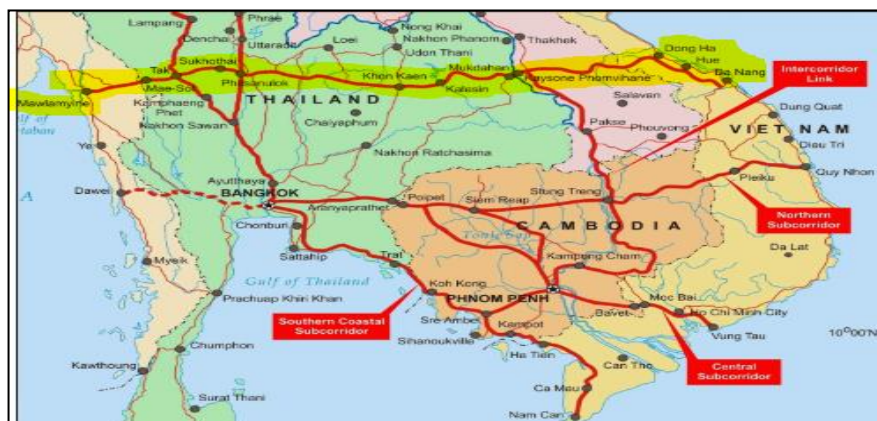 Lampang
Phrae
Denchai
Uttaradit
Loei
Nong Khai
Nakhon Phanom
Udon Thani
Thakhek
Dong Ha
Hue
Da Nang
Sukhothai
Tak
Mae-Sot
Phitsanulok
Khon Kaen
Mukdahan
Kaysone Phomvihane
Kalasin
Mawlamyine
Intercorridor
Link
Kamphaeng
Phet
THAILAND
Salavan
Dung Quat
Nakhon Sawan
Chaiyaphum
Pakse
Phouvong
VIET NAM
Dieu Tri
Ye
Nakhon Ratchasima
Ayutthaya
Dawei
BANGKOK
Aranyaprathet
Poipet
Siem Reap
Stung Treng
Pleiku
Quy Nhon
Northern
Subcorridor
CAMBODIA
Chonburi
Tonle Sap
Sattahip
Da Lat
Myeik
Trat
Kampong Cham
Gulf of Thailand
Koh Kong
PHNOM PENH
Prachuap Khiri Khan
Moc Bai
Bavet
Ho Chi Minh City
Southern Coastal
Subcorridor
Sre Ambel
Sihanoukville
Kampot
Vung Tau
10°00'N
Ha Tien
Central
Subcorridor
Chumphon
Kawthoung
Can Tho
Ca Mau
Surat Thani
Nam Can